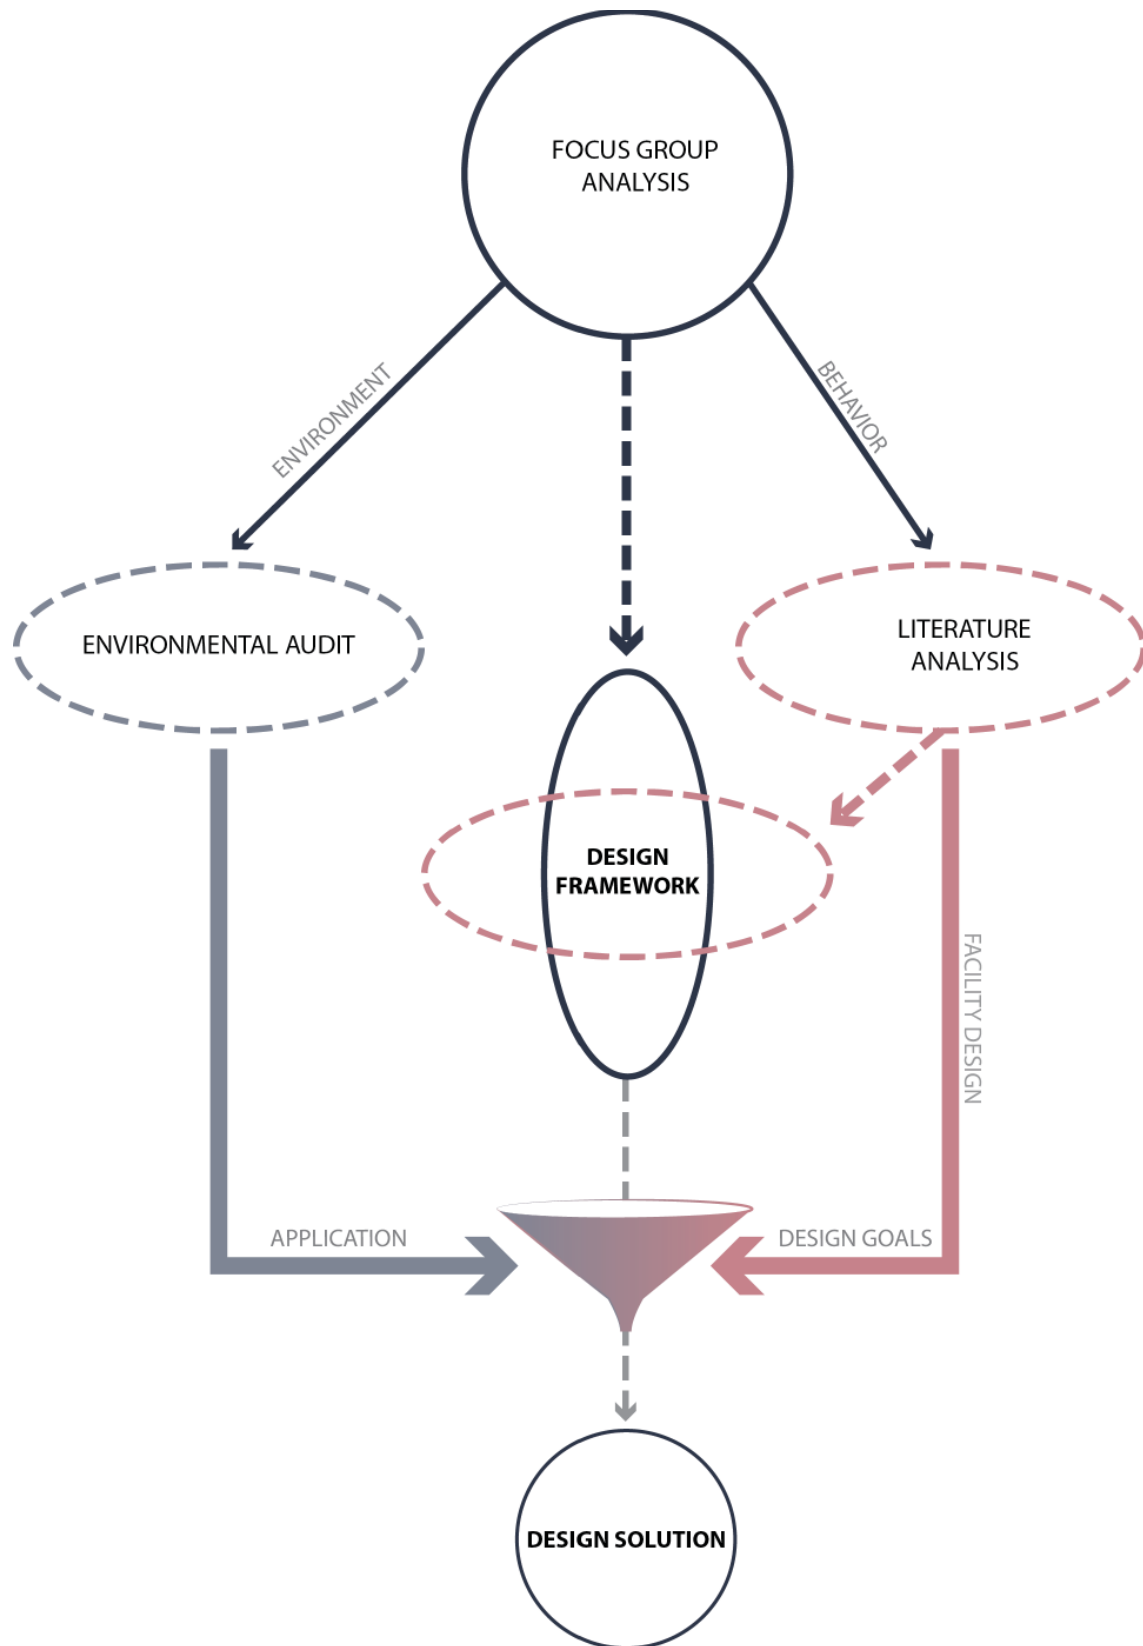 FOCUS GROUP
ANALYSIS
ENVIRONMENT
BEHAVIOR
ENVIRONMENTAL AUDIT
LITERATURE
ANALYSIS
DESIGN
FRAMEWORK
FACILITY DESIGN
APPLICATION
DESIGN GOALS
DESIGN SOLUTION